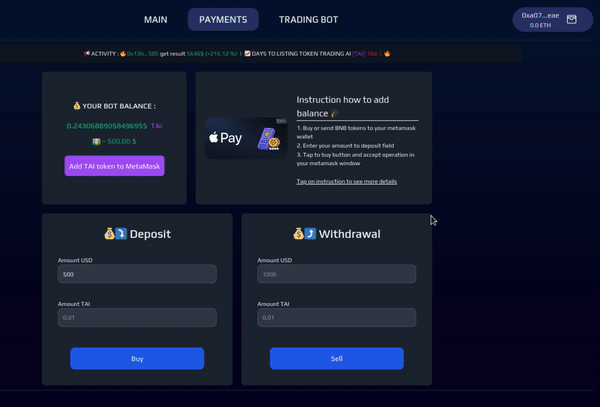 MAIN PAYMENTS TRADING BOT
0xa07...eae
0.0 ETH
ACTIVITY : 0x13b...5B5 get result 5646$ (+215.12 %) | DAYS TO LISTING TOKEN TRADING AI [TAI] 18d |
YOUR BOT BALANCE :
0.24306889058496955 TAI
~ 500.00 $
Add TAI token to MetaMask
Pay
Instruction how to add
balance
1. Buy or send BNB tokens to your metamask
wallet
2. Enter your amount to deposit field
3. Tap to buy button and accept operation in
your metamask window
Tap on instruction to see more details
Deposit
Amount USD
500
Amount TAI
0.01
Buy
Withdrawal
Amount USD
1000
Amount TAI
0.01
Sell